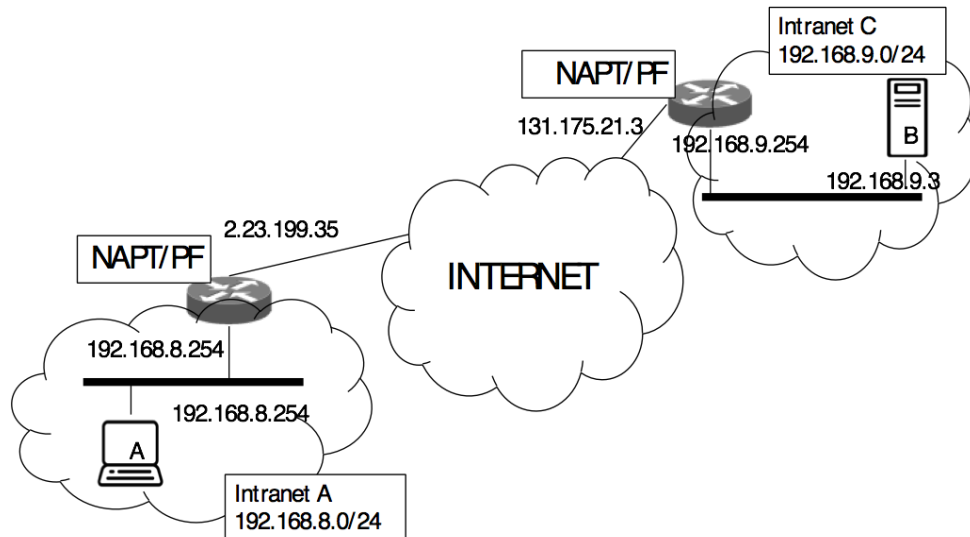 Intranet C
192.168.9.0/24
NAPT/PF
131.175.21.3
192.168.9.254
B
192.168.9.3
2.23.199.35
NAPT/PF
INTERNET
192.168.8.254
192.168.8.254
A
Intranet A
192.168.8.0/24